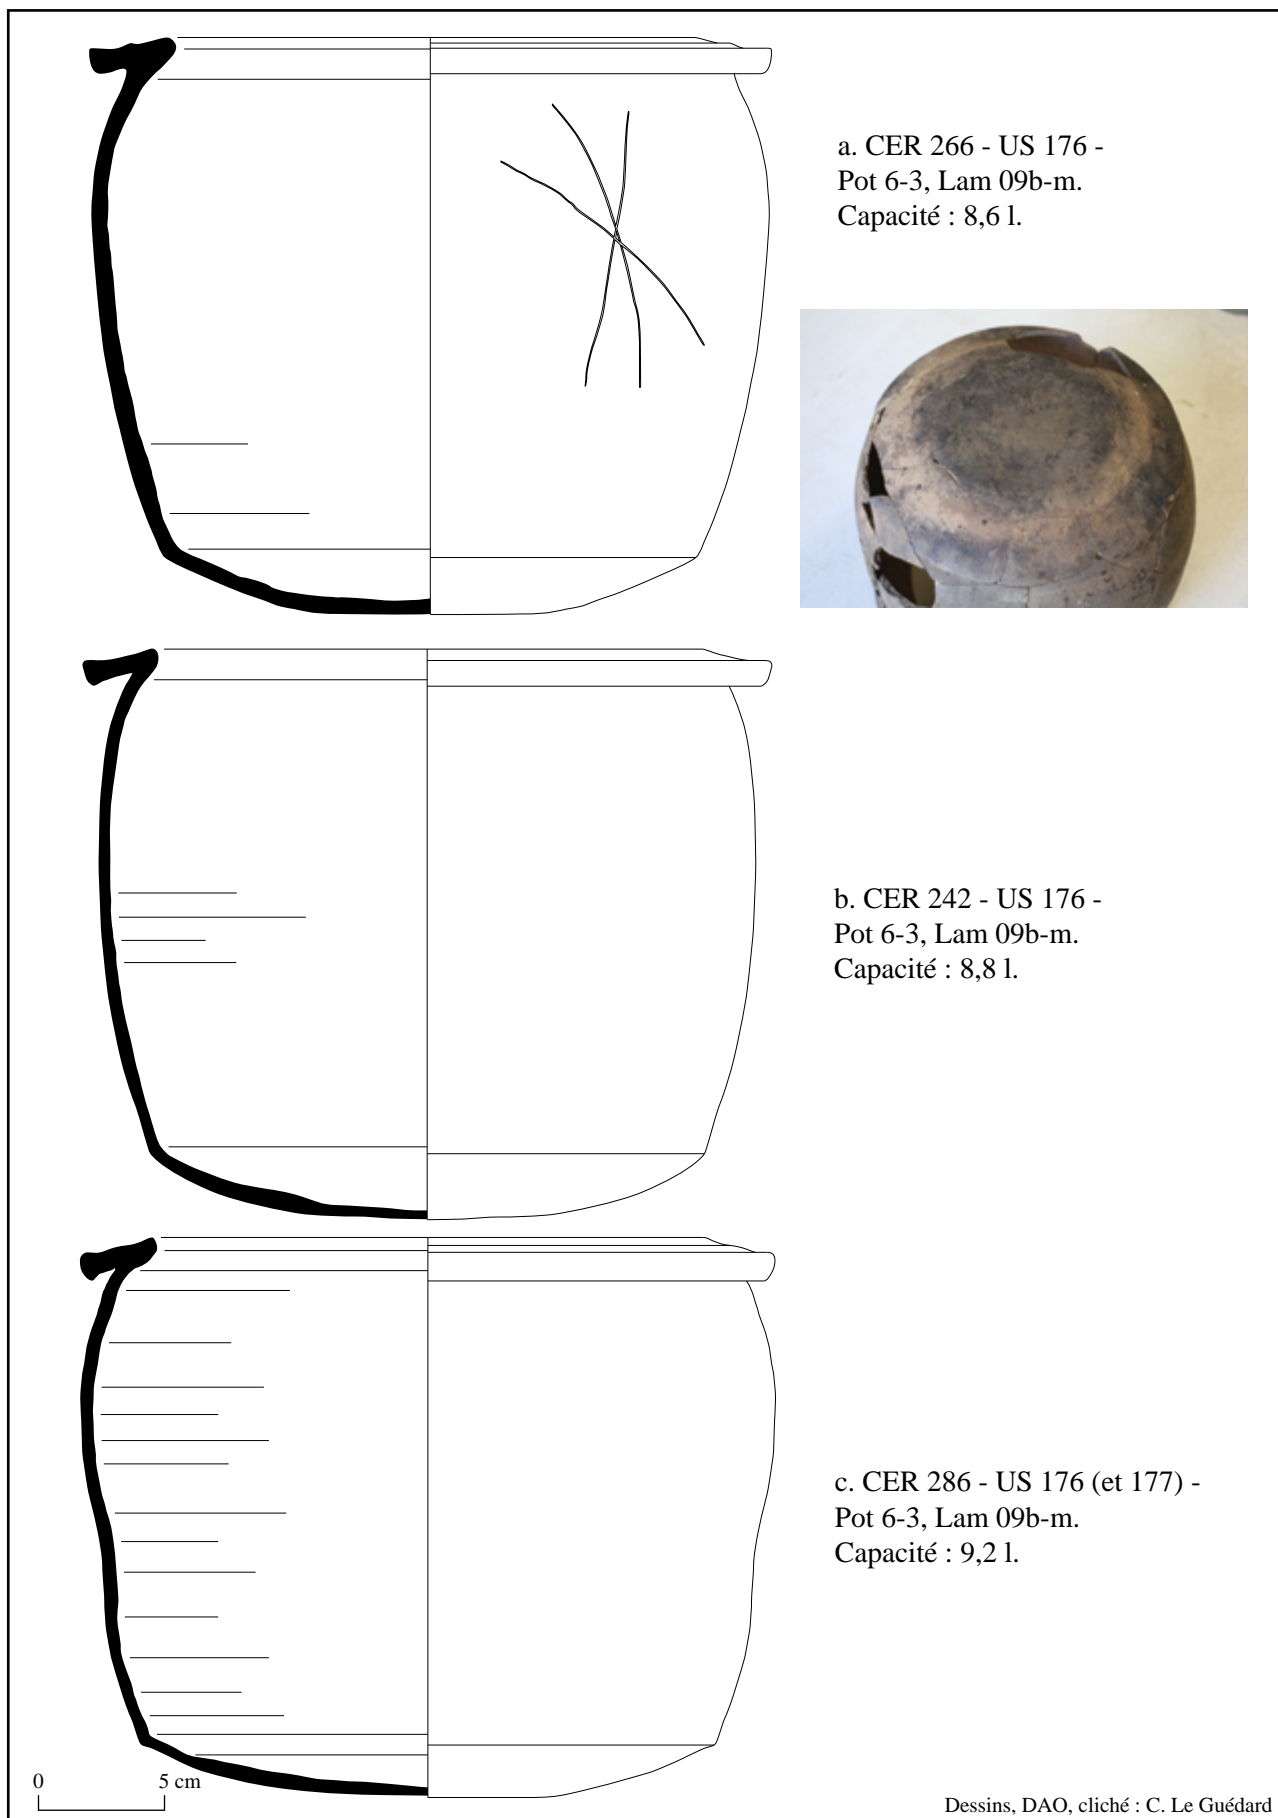 a. CER 266 - US 176 -
Pot 6-3, Lam 09b-m.
Capacité : 8,6 l.
b. CER 242 - US 176 -
Pot 6-3, Lam 09b-m.
Capacité : 8,8 l.
c. CER 286 - US 176 (et 177) -
Pot 6-3, Lam 09b-m.
Capacité : 9,2 l.
0 5 cm
Dessins, DAO, cliché : C. Le Guédard